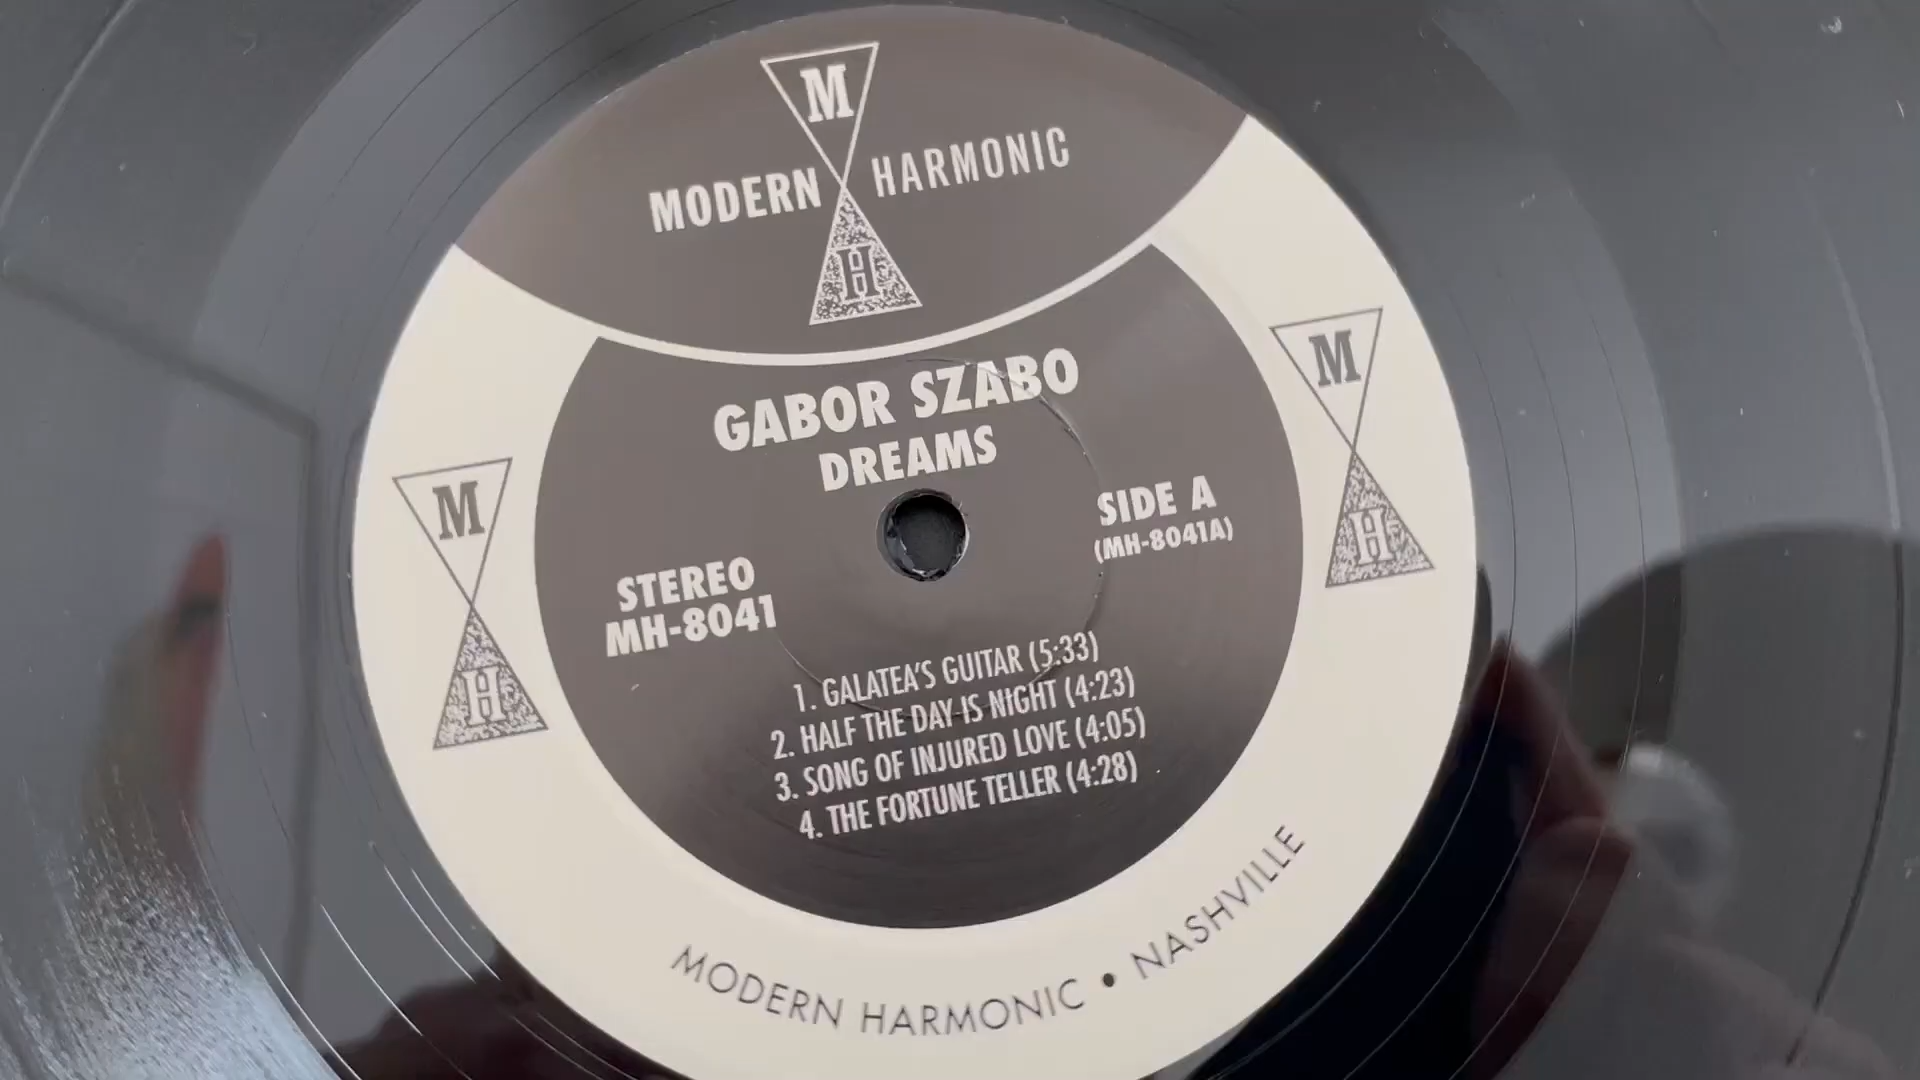 M
MODERN HARMONIC
H
GABOR SZABO
DREAMS
SIDE A
(MH-8041A)
STEREO
MH-8041
1. GALATEA'S GUITAR (5:33)
2. HALF THE DAY IS NIGHT (4:23)
3. SONG OF INJURED LOVE (4:05)
4. THE FORTUNE TELLER (4:28)
M
H
M
H
MODERN HARMONIC • NASHVILLE